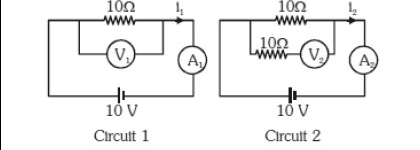 10Ω i₁ 10Ω i₂
10Ω
V₁ A₁ V₂ A₂
10 V 10 V
Circuit 1 Circuit 2